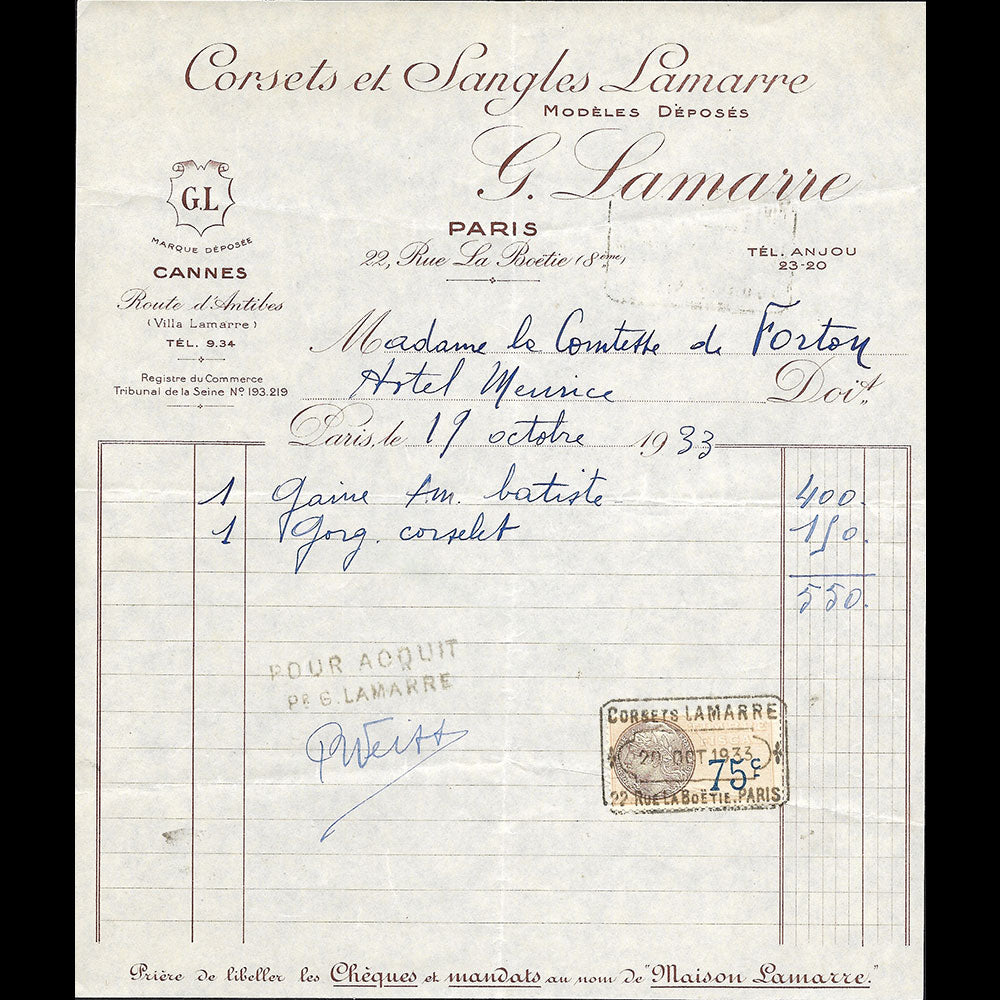 Corsets et Sangles Lamarre
MODÈLES DÉPOSÉS
G. Lamarre
G.L
MARQUE DÉPOSÉE
CANNES
Route d'Antibes
(Villa Lamarre)
TÉL. 9.34
Registre du Commerce
Tribunal de la Seine No 193.219
PARIS
22, Rue La Boëtie (8ème)
TÉL. ANJOU
23-20
Madame la Comtesse de Forton
Hotel Meurice Doit
Paris, le 19 octobre 1933
1 Gaine fm. batiste 400.
1 Gorg. corselet 150.
550.
POUR ACQUIT
Pr G. LAMARRE
PWeiss
CORSETS LAMARRE
20 OCT 1933
75c
22 RUE LA BOËTIE. PARIS
Prière de libeller les Chèques et mandats au nom de "Maison Lamarre."